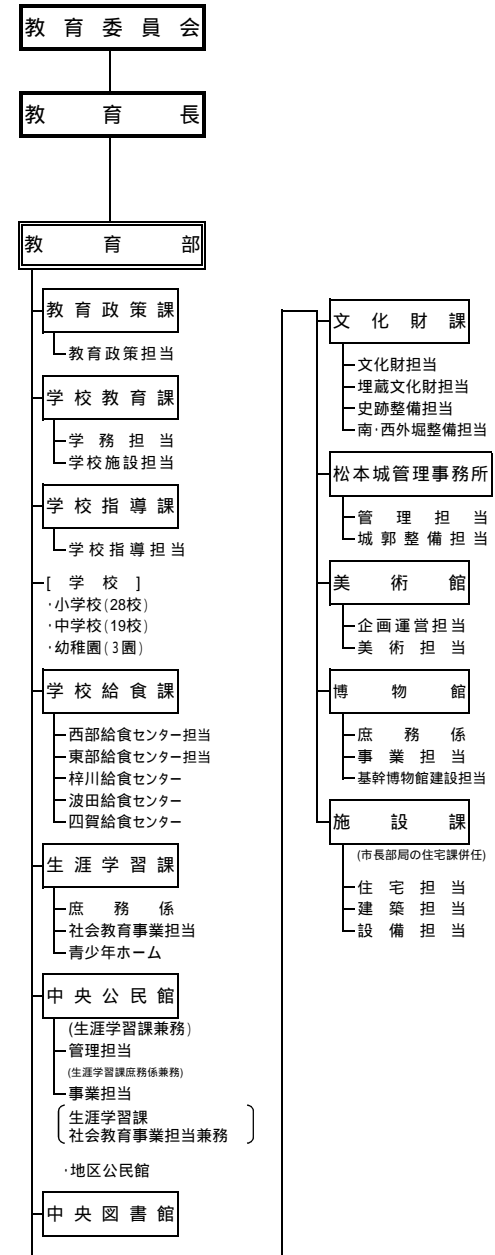 教育委員会
教育長
教育部
教育政策課
教育政策担当
学校教育課
学務担当
学校施設担当
学校指導課
学校指導担当
[学校]
·小学校(28校)
·中学校(19校)
·幼稚園(3園)
学校給食課
西部給食センター担当
東部給食センター担当
梓川給食センター
波田給食センター
四賀給食センター
生涯学習課
庶務係
社会教育事業担当
青少年ホーム
中央公民館
(生涯学習課兼務)
管理担当
(生涯学習課庶務係兼務)
事業担当
生涯学習課
社会教育事業担当兼務
·地区公民館
中央図書館
文化財課
文化財担当
埋蔵文化財担当
史跡整備担当
南·西外堀整備担当
松本城管理事務所
管理担当
城郭整備担当
美術館
企画運営担当
美術担当
博物館
庶務係
事業担当
基幹博物館建設担当
施設課
(市長部局の住宅課併任)
住宅担当
建築担当
設備担当